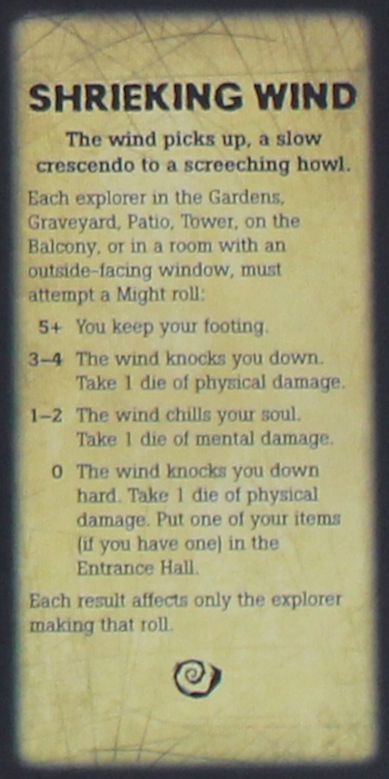 SHRIEKING WIND
The wind picks up, a slow
crescendo to a screeching howl.
Each explorer in the Gardens,
Graveyard, Patio, Tower, on the
Balcony, or in a room with an
outside-facing window, must
attempt a Might roll:
5+ You keep your footing.
3–4 The wind knocks you down.
Take 1 die of physical damage.
1–2 The wind chills your soul.
Take 1 die of mental damage.
0 The wind knocks you down
hard. Take 1 die of physical
damage. Put one of your items
(if you have one) in the
Entrance Hall.
Each result affects only the explorer
making that roll.